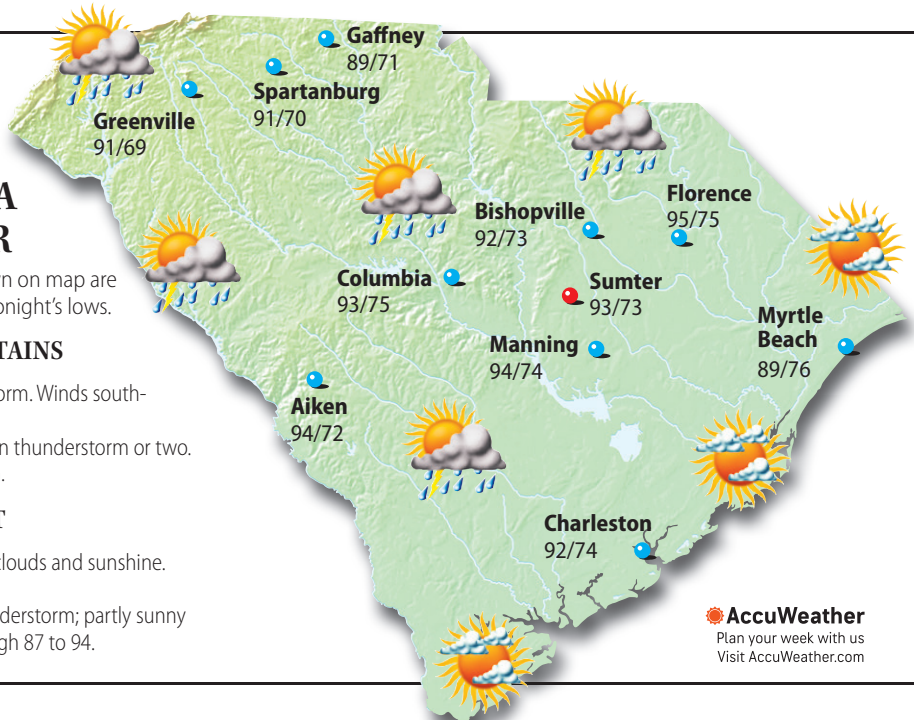 A
R
n on map are
night's lows.
TAINS
orm. Winds south-
n thunderstorm or two.
T
clouds and sunshine.
derstorm; partly sunny
gh 87 to 94.
Gaffney
89/71
Spartanburg
91/70
Greenville
91/69
Florence
95/75
Bishopville
92/73
Columbia
93/75
Sumter
93/73
Myrtle
Beach
89/76
Manning
94/74
Aiken
94/72
Charleston
92/74
AccuWeather
Plan your week with us
Visit AccuWeather.com